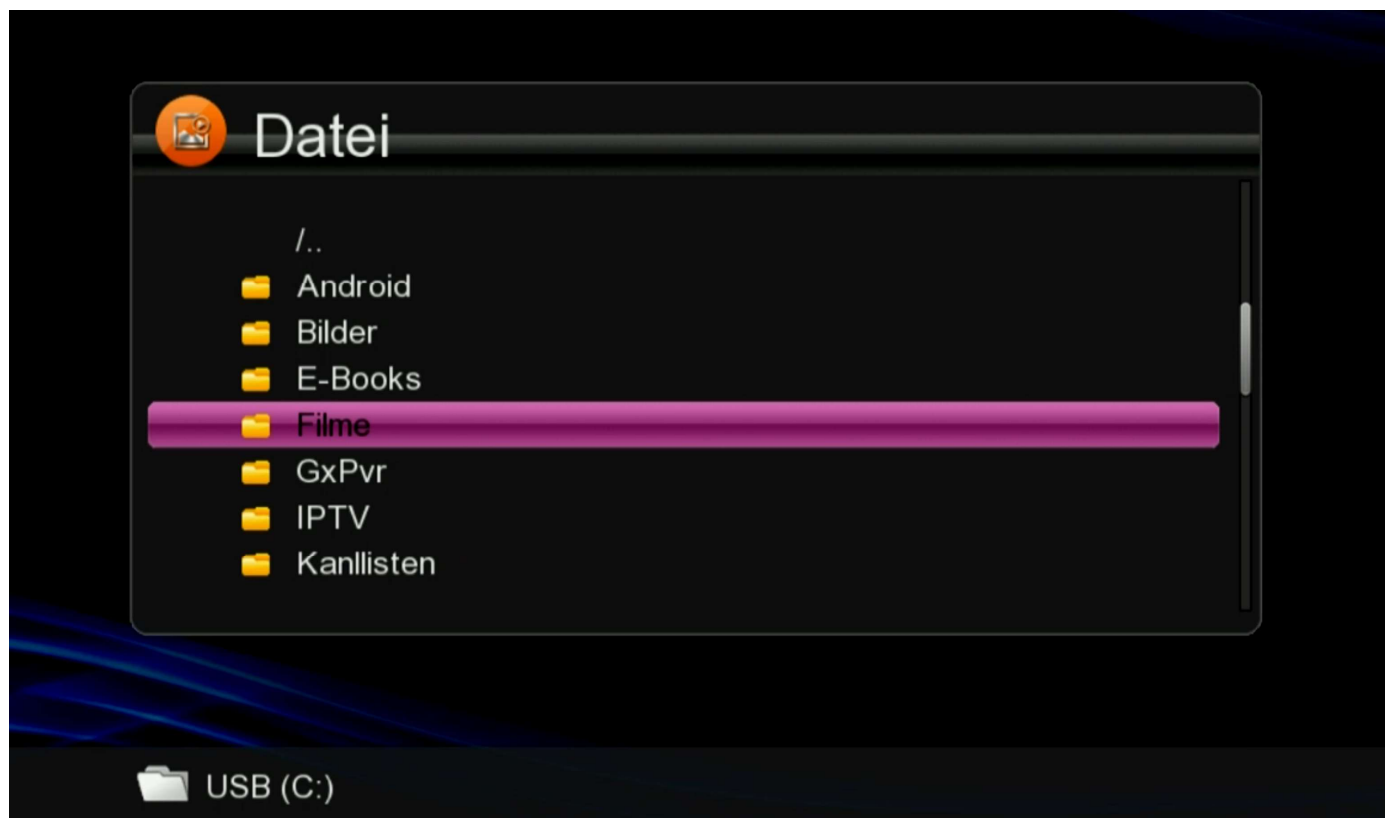 Datei
/..
Android
Bilder
E-Books
Filme
GxPvr
IPTV
Kanllisten
USB (C:)